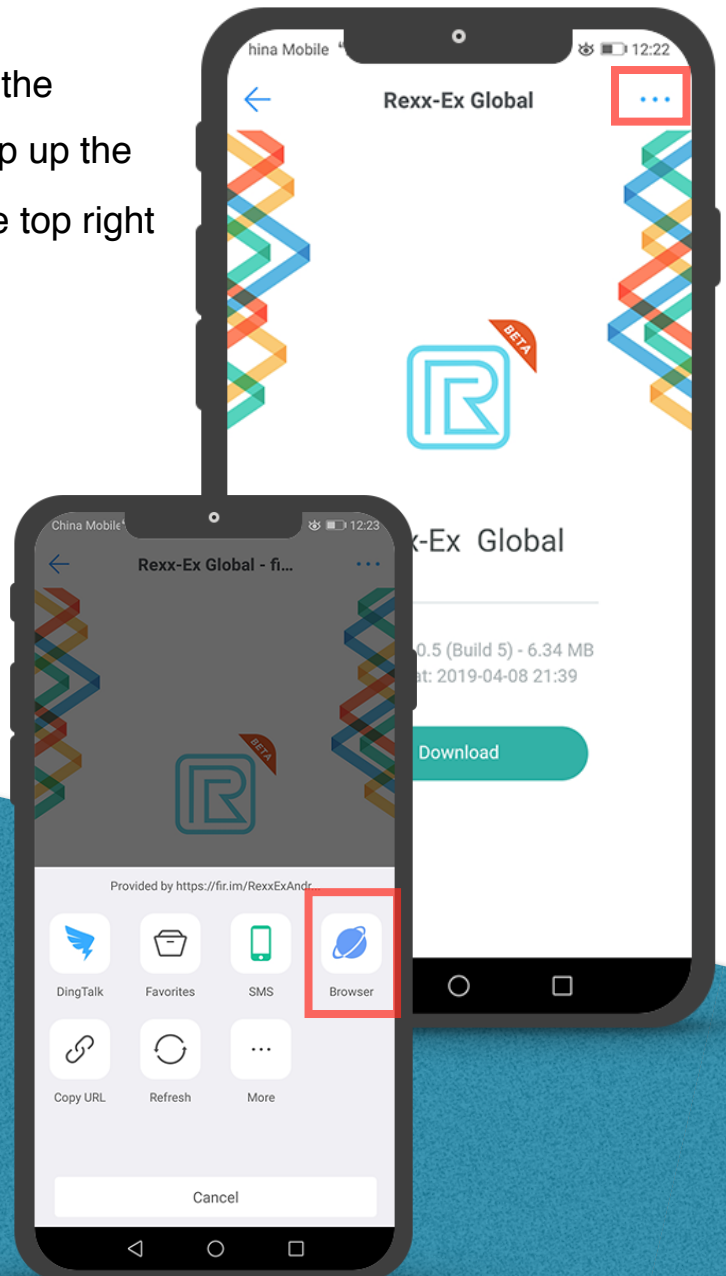 the
p up the
e top right
hina Mobile
12:22
Rexx-Ex Global
BETA
x-Ex Global
0.5 (Build 5) - 6.34 MB
at: 2019-04-08 21:39
Download
China Mobile
12:23
Rexx-Ex Global - fi...
BETA
Provided by https://fir.im/RexxExAndr...
DingTalk
Favorites
SMS
Browser
Copy URL
Refresh
More
Cancel